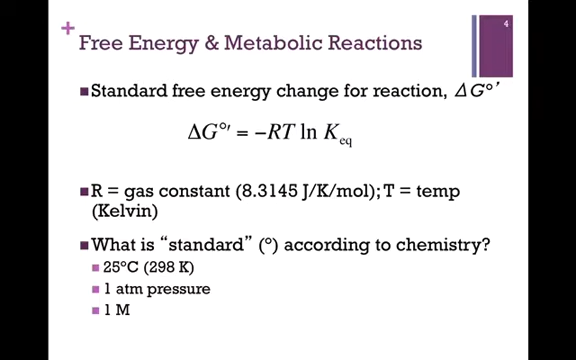 4
+
Free Energy & Metabolic Reactions
■Standard free energy change for reaction, ΔG°′
ΔG°′ = –RT ln Keq
■R = gas constant (8.3145 J/K/mol); T = temp
(Kelvin)
■What is “standard” (°) according to chemistry?
■25°C (298 K)
■1 atm pressure
■1 M